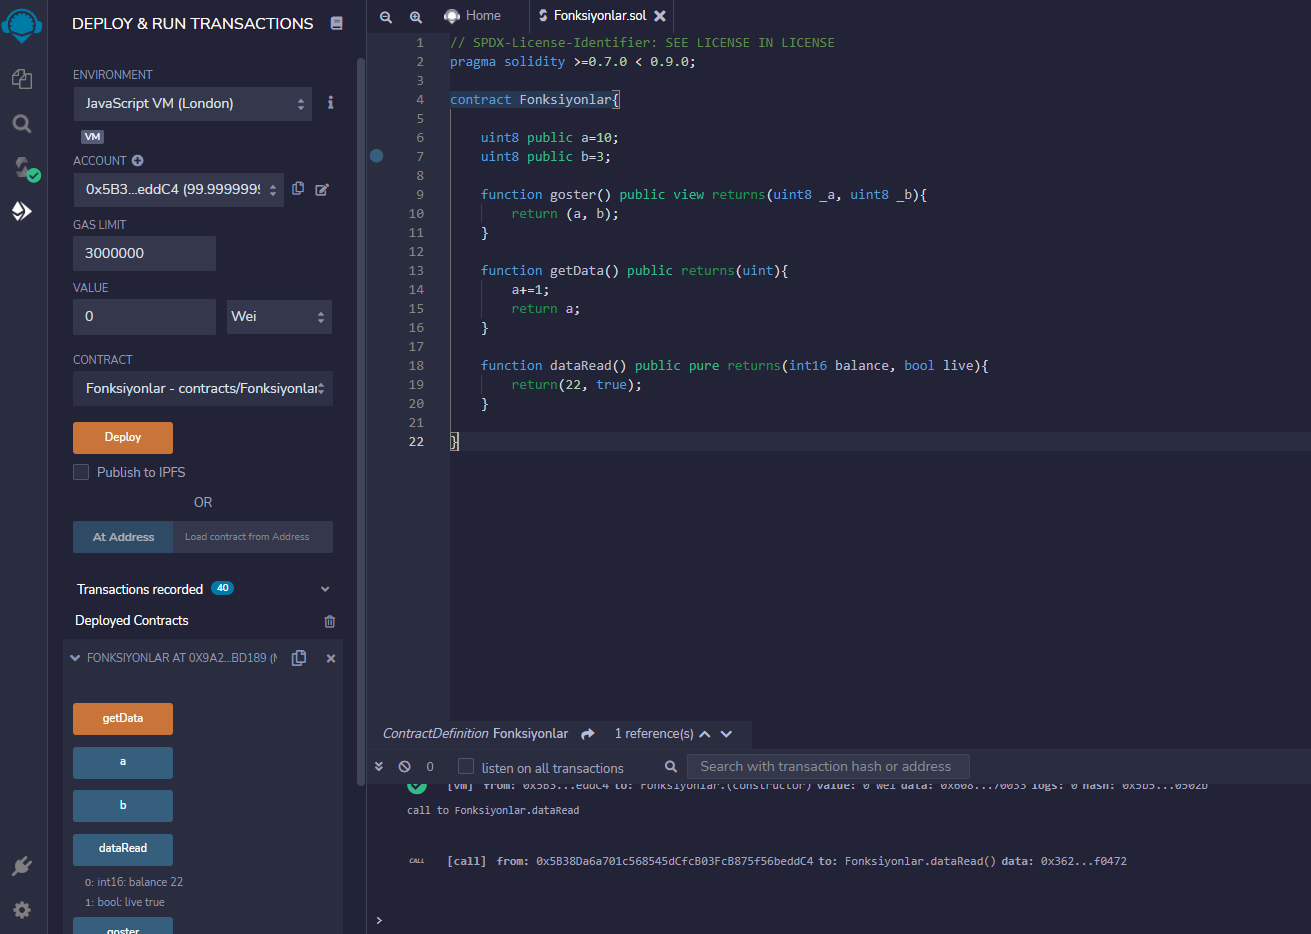 DEPLOY & RUN TRANSACTIONS
ENVIRONMENT
JavaScript VM (London)
VM
ACCOUNT
0x5B3...eddC4 (99.9999999
GAS LIMIT
3000000
VALUE
0
Wei
CONTRACT
Fonksiyonlar - contracts/Fonksiyonlar
Deploy
Publish to IPFS
OR
At Address
Load contract from Address
Transactions recorded 40
Deployed Contracts
FONKSIYONLAR AT 0X9A2...BD189 (M
getData
a
b
dataRead
0: int16: balance 22
1: bool: live true
goster
Home
Fonksiyonlar.sol
1 // SPDX-License-Identifier: SEE LICENSE IN LICENSE
2 pragma solidity >=0.7.0 < 0.9.0;
3
4 contract Fonksiyonlar{
5
6 uint8 public a=10;
7 uint8 public b=3;
8
9 function goster() public view returns(uint8 _a, uint8 _b){
10 return (a, b);
11 }
12
13 function getData() public returns(uint){
14 a+=1;
15 return a;
16 }
17
18 function dataRead() public pure returns(int16 balance, bool live){
19 return(22, true);
20 }
21
22 }
ContractDefinition Fonksiyonlar 1 reference(s)
0 listen on all transactions
Search with transaction hash or address
[vm] from: 0x5B3...eddC4 to: Fonksiyonlar.(constructor) value: 0 wei data: 0x608...70033 logs: 0 hash: 0x5b5...0502b
call to Fonksiyonlar.dataRead
CALL [call] from: 0x5B38Da6a701c568545dCfcB03FcB875f56beddC4 to: Fonksiyonlar.dataRead() data: 0x362...f0472
>